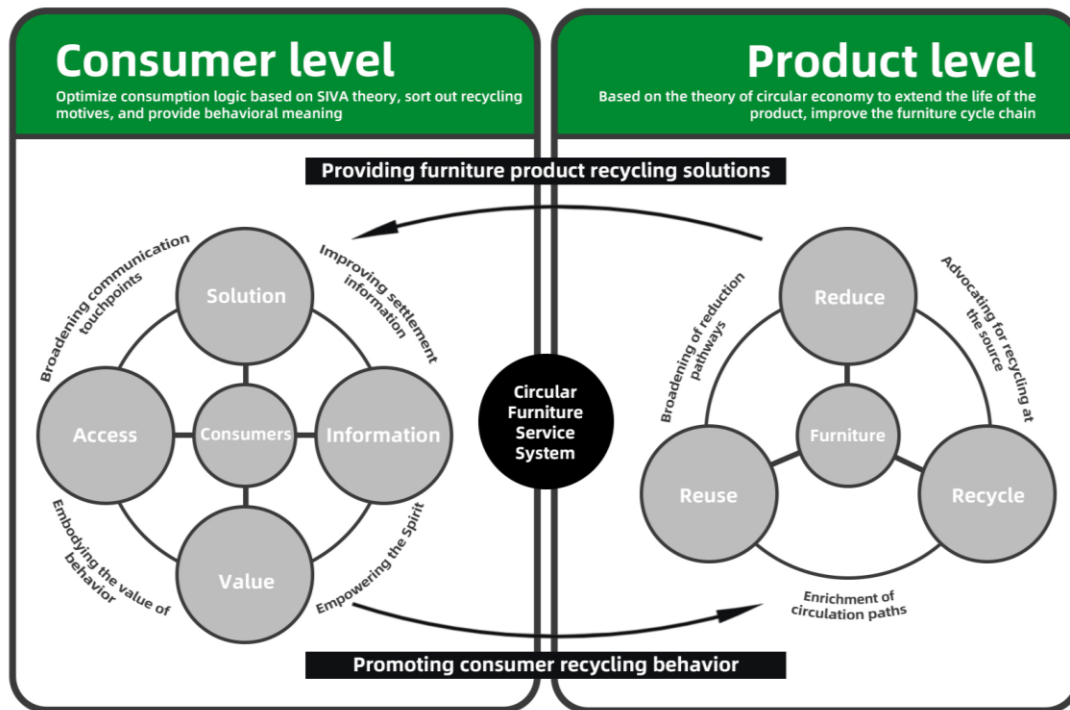 Consumer level
Optimize consumption logic based on SIVA theory, sort out recycling
motives, and provide behavioral meaning
Product level
Based on the theory of circular economy to extend the life of the
product, improve the furniture cycle chain
Providing furniture product recycling solutions
Broadening communication
touchpoints
Improving settlement
information
Solution
Access
Consumers
Information
Value
Embodying the value of
behavior
Empowering the Spirit
Circular
Furniture
Service
System
Broadening of reduction
pathways
Advocating for recycling at
the source
Reduce
Furniture
Reuse
Recycle
Enrichment of
circulation paths
Promoting consumer recycling behavior